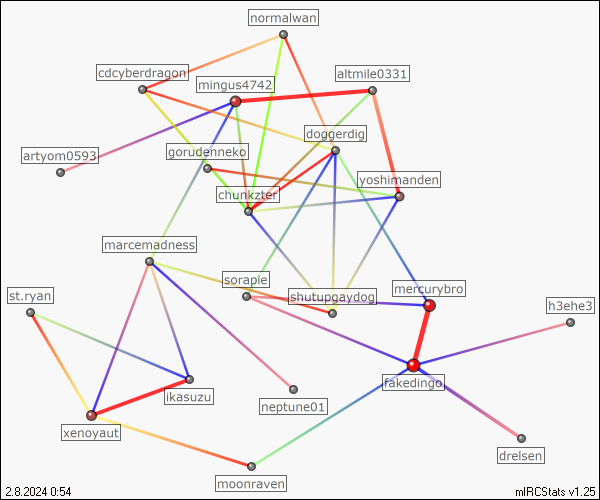 normalwan
cdcyberdragon
mingus4742
altmile0331
doggerdig
artyom0593
gorudenneko
yoshimanden
chunkzter
marcemadness
sorapie
mercurybro
st.ryan
shutupgaydog
h3ehe3
fakedingo
ikasuzu
neptune01
xenoyaut
drelsen
moonraven
2.8.2024 0:54
mIRCStats v1.25